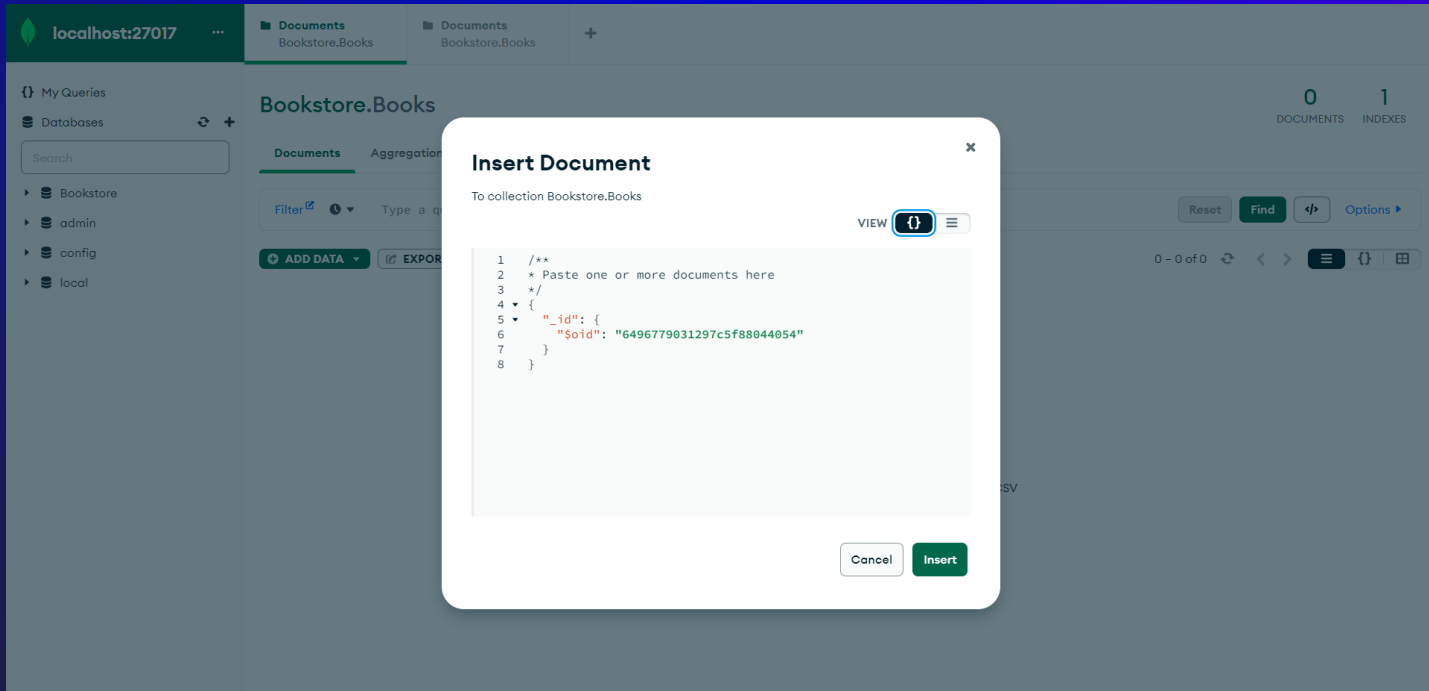 localhost:27017 ...
Documents
Bookstore.Books
Documents
Bookstore.Books
+
{} My Queries
Databases
Search
Bookstore
admin
config
local
Bookstore.Books
0
DOCUMENTS
1
INDEXES
Documents
Aggregation
Filter
Type a q
Reset
Find
</>
Options
ADD DATA
EXPOR
0 – 0 of 0
{}
CSV
Insert Document
To collection Bookstore.Books
VIEW {}
1 /**
2 * Paste one or more documents here
3 */
4 {
5 "_id": {
6 "$oid": "6496779031297c5f88044054"
7 }
8 }
Cancel
Insert